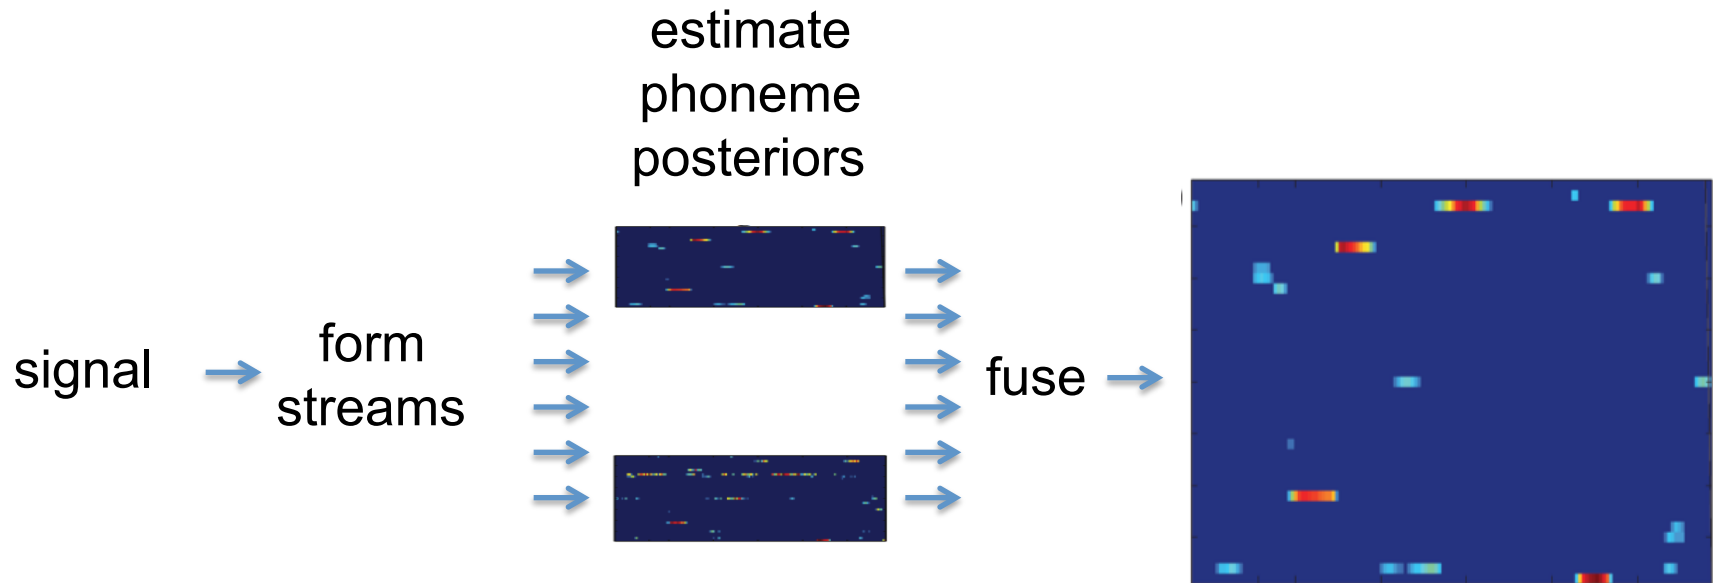 signal
form
streams
estimate
phoneme
posteriors
fuse